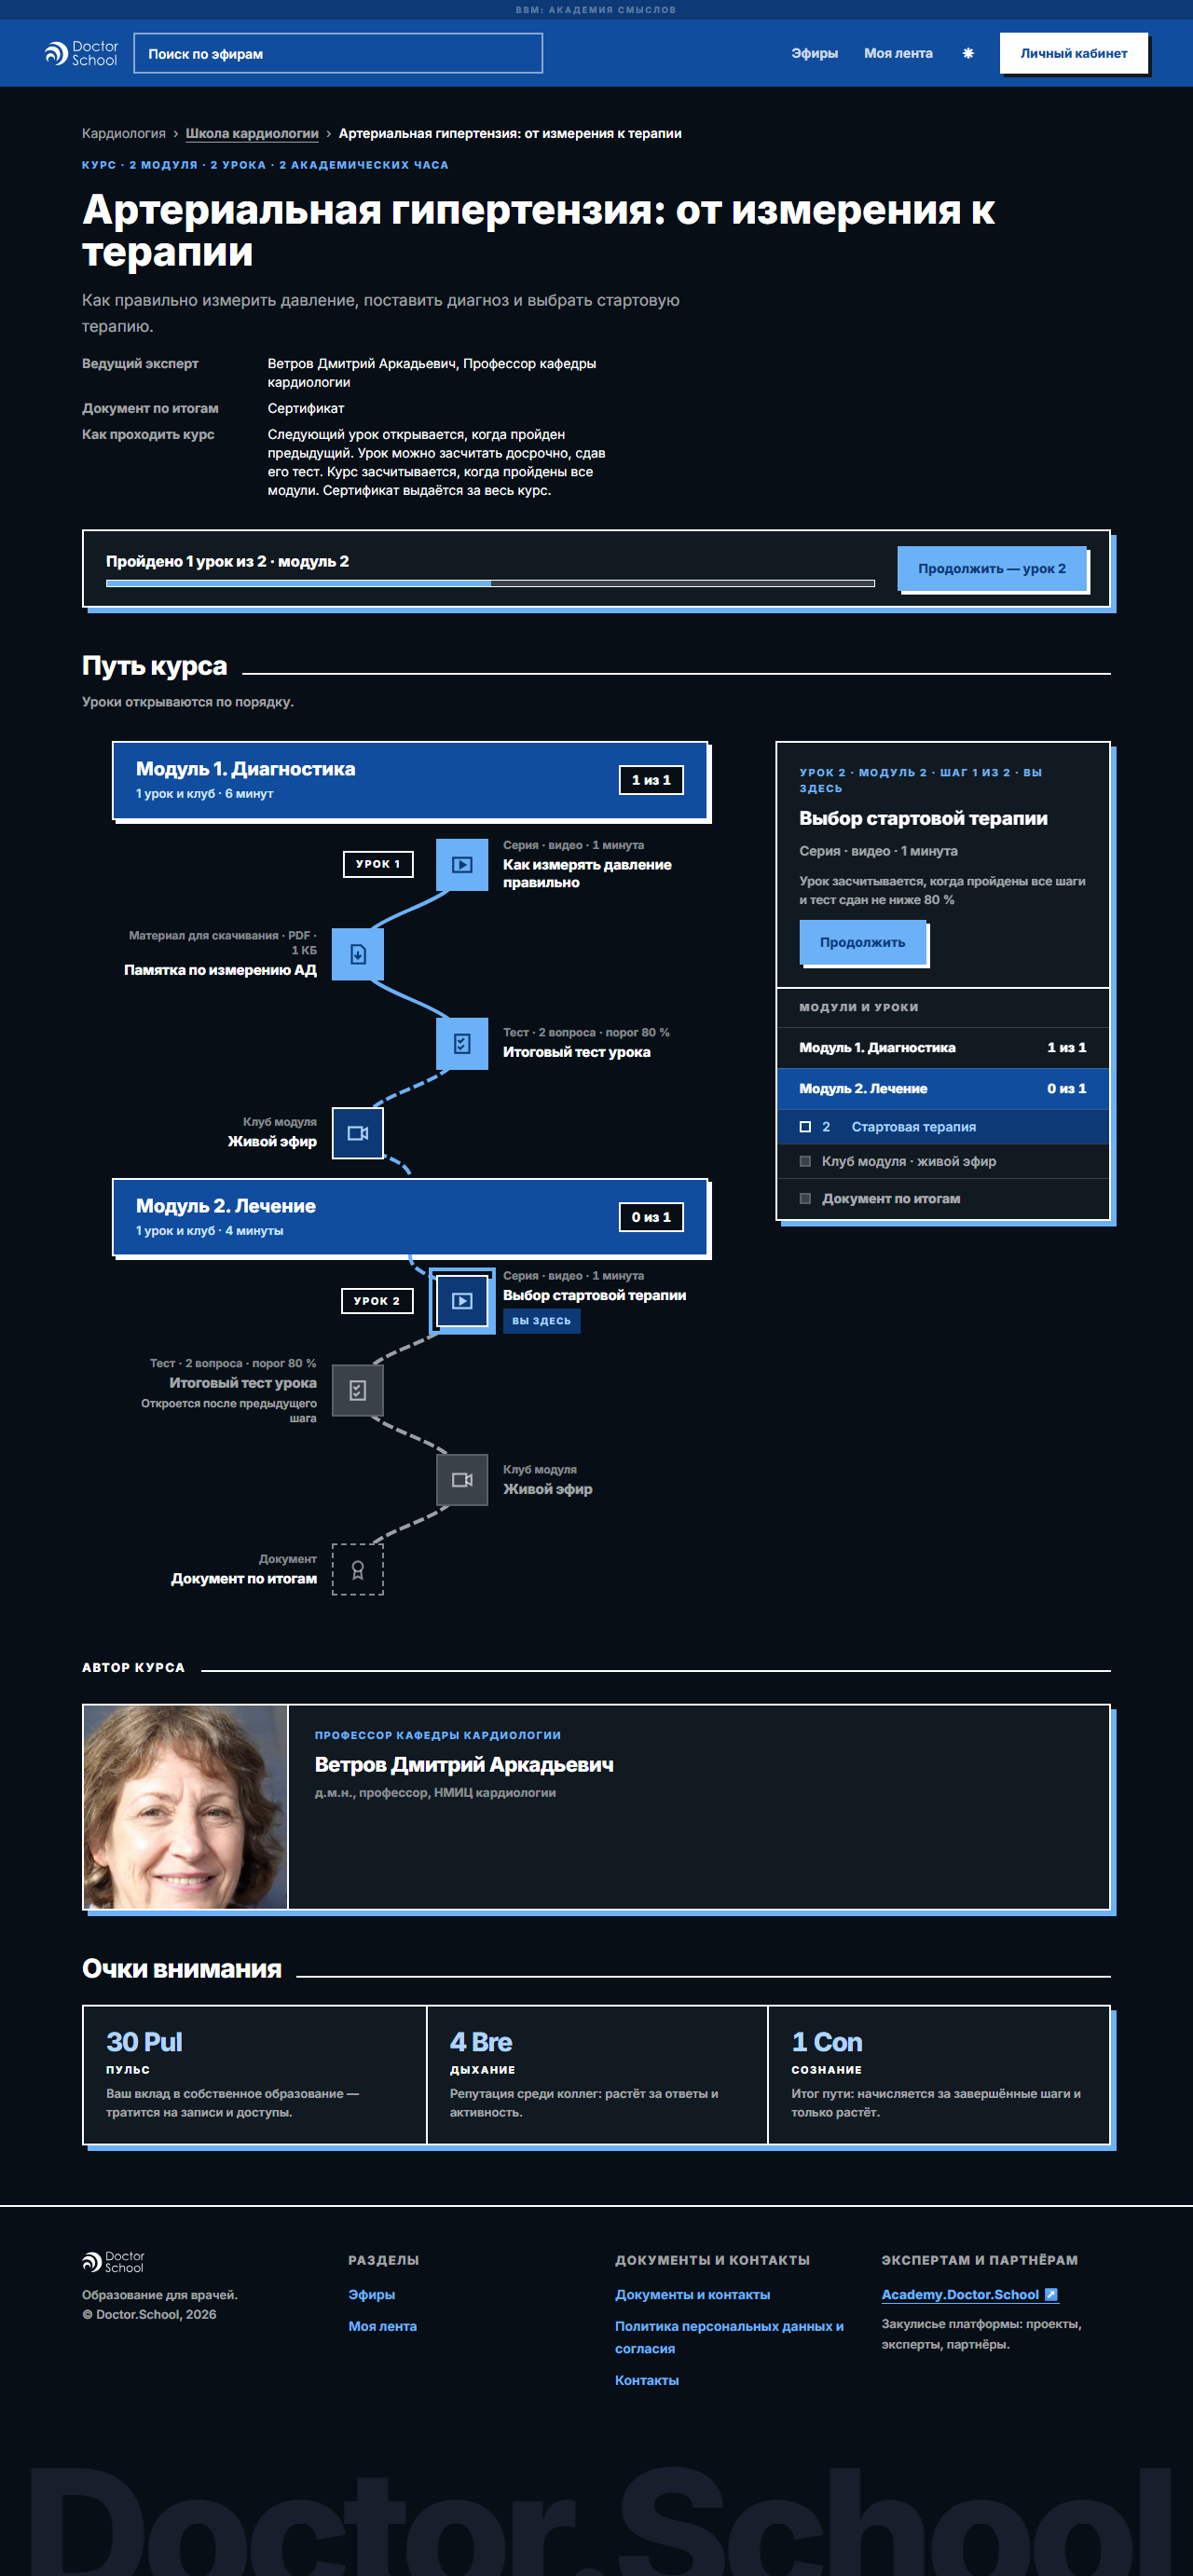 ВВМ: АКАДЕМИЯ СМЫСЛОВ
Doctor School
Поиск по эфирам
Эфиры
Моя лента
Личный кабинет
Кардиология › Школа кардиологии › Артериальная гипертензия: от измерения к терапии
КУРС · 2 МОДУЛЯ · 2 УРОКА · 2 АКАДЕМИЧЕСКИХ ЧАСА
Артериальная гипертензия: от измерения к
терапии
Как правильно измерить давление, поставить диагноз и выбрать стартовую
терапию.
Ведущий эксперт
Ветров Дмитрий Аркадьевич, Профессор кафедры
кардиологии
Документ по итогам
Сертификат
Как проходить курс
Следующий урок открывается, когда пройден
предыдущий. Урок можно засчитать досрочно, сдав
его тест. Курс засчитывается, когда пройдены все
модули. Сертификат выдаётся за весь курс.
Пройдено 1 урок из 2 · модуль 2
Продолжить — урок 2
Путь курса
Уроки открываются по порядку.
Модуль 1. Диагностика
1 урок и клуб · 6 минут
1 из 1
УРОК 1
Серия · видео · 1 минута
Как измерять давление
правильно
Материал для скачивания · PDF ·
1 КБ
Памятка по измерению АД
Тест · 2 вопроса · порог 80 %
Итоговый тест урока
Клуб модуля
Живой эфир
Модуль 2. Лечение
1 урок и клуб · 4 минуты
0 из 1
УРОК 2
Серия · видео · 1 минута
Выбор стартовой терапии
ВЫ ЗДЕСЬ
Тест · 2 вопроса · порог 80 %
Итоговый тест урока
Откроется после предыдущего
шага
Клуб модуля
Живой эфир
Документ
Документ по итогам
УРОК 2 · МОДУЛЬ 2 · ШАГ 1 ИЗ 2 · ВЫ
ЗДЕСЬ
Выбор стартовой терапии
Серия · видео · 1 минута
Урок засчитывается, когда пройдены все шаги
и тест сдан не ниже 80 %
Продолжить
МОДУЛИ И УРОКИ
Модуль 1. Диагностика 1 из 1
Модуль 2. Лечение 0 из 1
2 Стартовая терапия
Клуб модуля · живой эфир
Документ по итогам
АВТОР КУРСА
ПРОФЕССОР КАФЕДРЫ КАРДИОЛОГИИ
Ветров Дмитрий Аркадьевич
д.м.н., профессор, НМИЦ кардиологии
Очки внимания
30 Pul
ПУЛЬС
Ваш вклад в собственное образование —
тратится на записи и доступы.
4 Bre
ДЫХАНИЕ
Репутация среди коллег: растёт за ответы и
активность.
1 Con
СОЗНАНИЕ
Итог пути: начисляется за завершённые шаги и
только растёт.
Doctor School
Образование для врачей.
© Doctor.School, 2026
РАЗДЕЛЫ
Эфиры
Моя лента
ДОКУМЕНТЫ И КОНТАКТЫ
Документы и контакты
Политика персональных данных и
согласия
Контакты
ЭКСПЕРТАМ И ПАРТНЁРАМ
Academy.Doctor.School
Закулисье платформы: проекты,
эксперты, партнёры.
Doctor.School